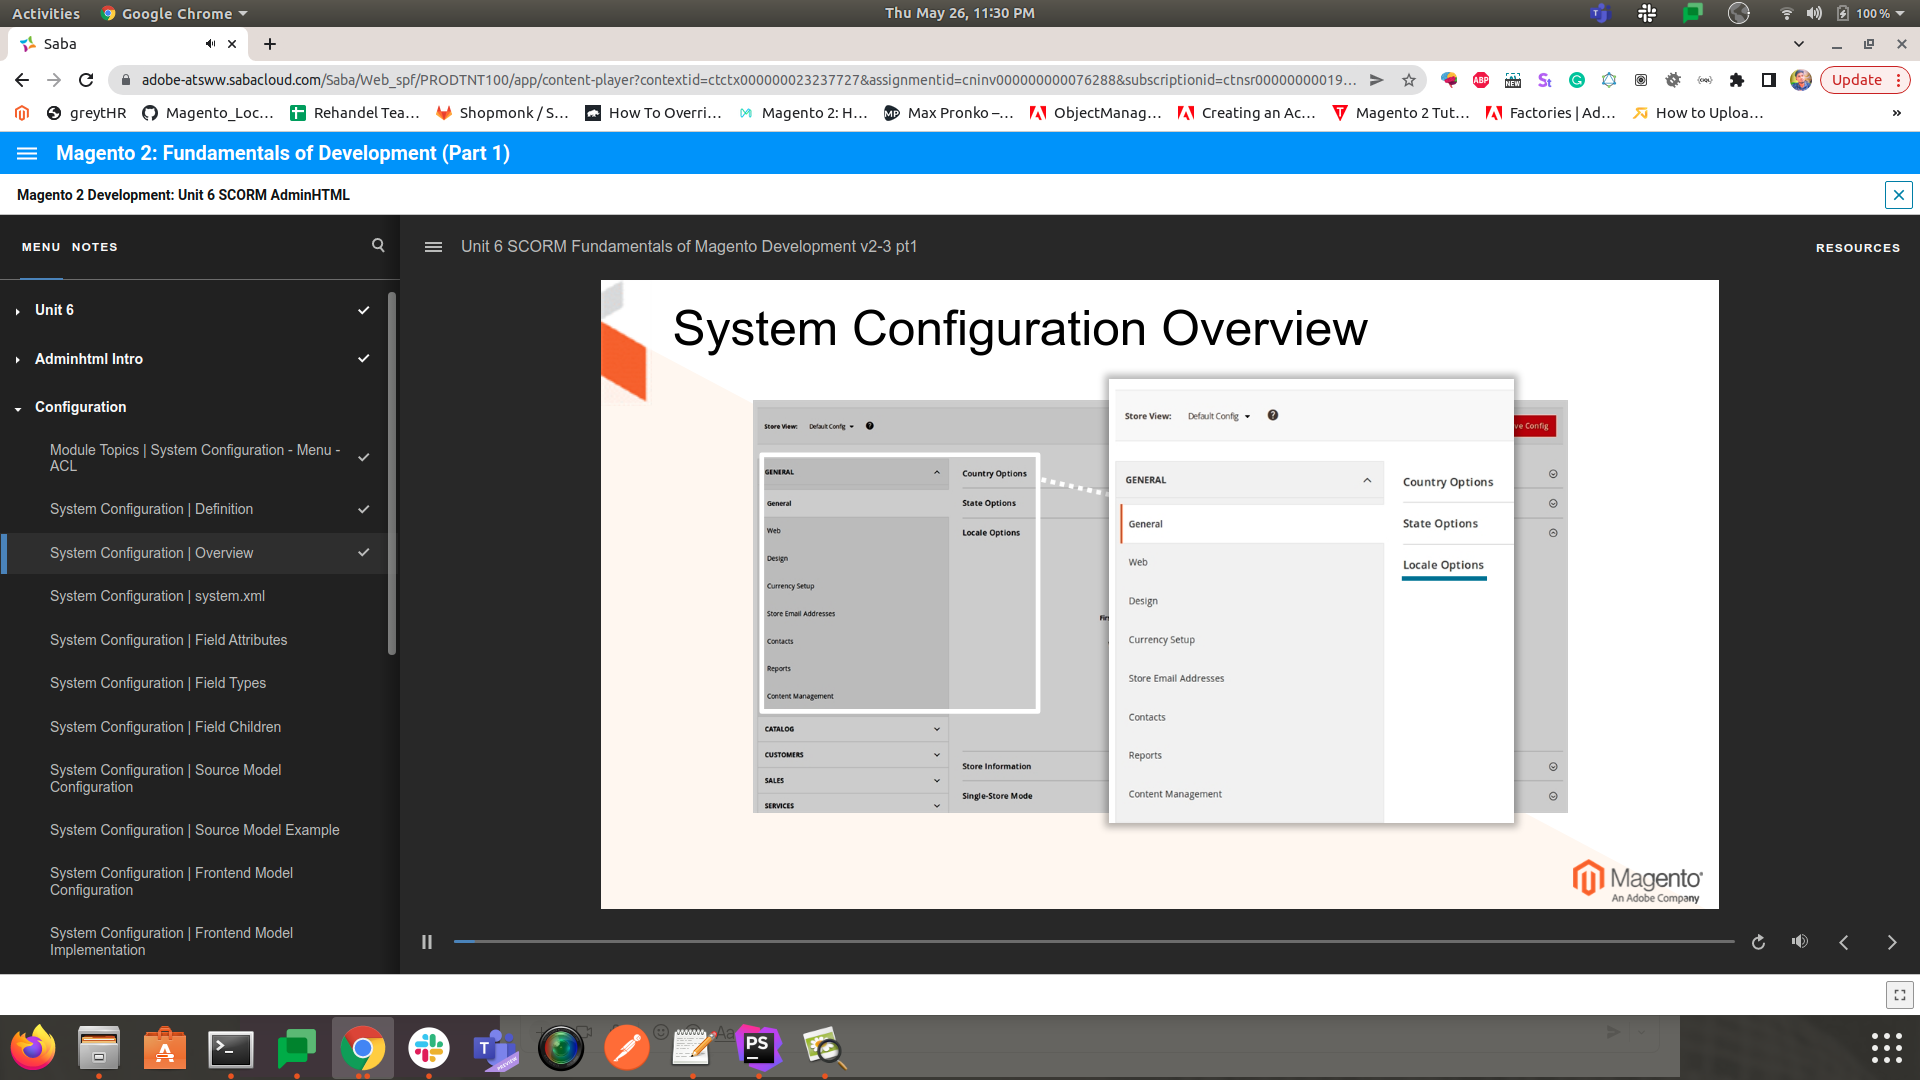 Activities
Google Chrome
Thu May 26, 11:30 PM
100 %
Saba
adobe-atsww.sabacloud.com/Saba/Web_spf/PRODTNT100/app/content-player?contextid=ctctx000000023237727&assignmentid=cninv000000000076288&subscriptionid=ctnsr00000000019...
ABP
NEW
Update
greytHR
Magento_Loc...
Rehandel Tea...
Shopmonk / S...
How To Overri...
Magento 2: H...
Max Pronko –...
ObjectManag...
Creating an Ac...
Magento 2 Tut...
Factories | Ad...
How to Uploa...
Magento 2: Fundamentals of Development (Part 1)
Magento 2 Development: Unit 6 SCORM AdminHTML
MENU
NOTES
Unit 6 SCORM Fundamentals of Magento Development v2-3 pt1
RESOURCES
Unit 6
Adminhtml Intro
Configuration
Module Topics | System Configuration - Menu -
ACL
System Configuration | Definition
System Configuration | Overview
System Configuration | system.xml
System Configuration | Field Attributes
System Configuration | Field Types
System Configuration | Field Children
System Configuration | Source Model
Configuration
System Configuration | Source Model Example
System Configuration | Frontend Model
Configuration
System Configuration | Frontend Model
Implementation
System Configuration Overview
Store View: Default Config
ve Config
GENERAL
General
Web
Design
Currency Setup
Store Email Addresses
Contacts
Reports
Content Management
CATALOG
CUSTOMERS
SALES
SERVICES
Country Options
State Options
Locale Options
Store Information
Single-Store Mode
Store View: Default Config
GENERAL
General
Web
Design
Currency Setup
Store Email Addresses
Contacts
Reports
Content Management
Country Options
State Options
Locale Options
Magento
An Adobe Company
PS